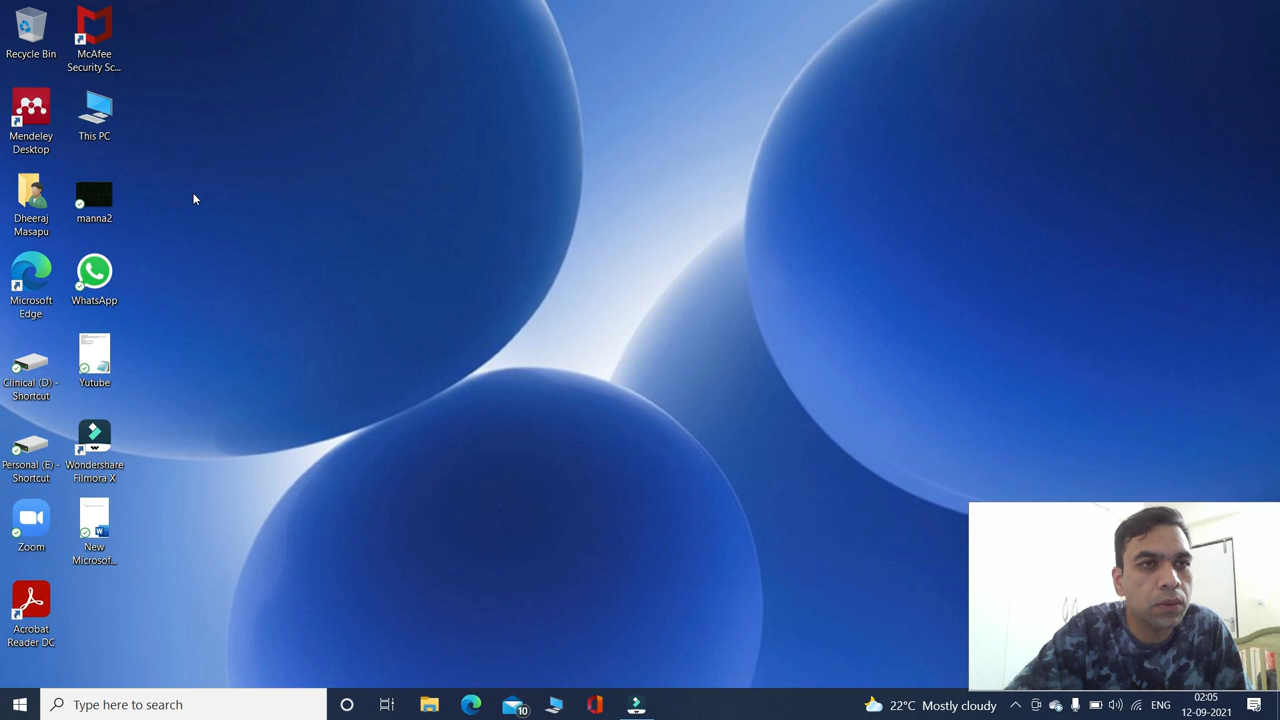 Recycle Bin
McAfee
Security Sc...
Mendeley
Desktop
This PC
Dheeraj
Masapu
manna2
Microsoft
Edge
WhatsApp
Clinical (D) -
Shortcut
Yutube
Personal (E) -
Shortcut
Wondershare
Filmora X
Zoom
New
Microsof...
Acrobat
Reader DC
Type here to search
10
22°C Mostly cloudy
ENG
02:05
12-09-2021